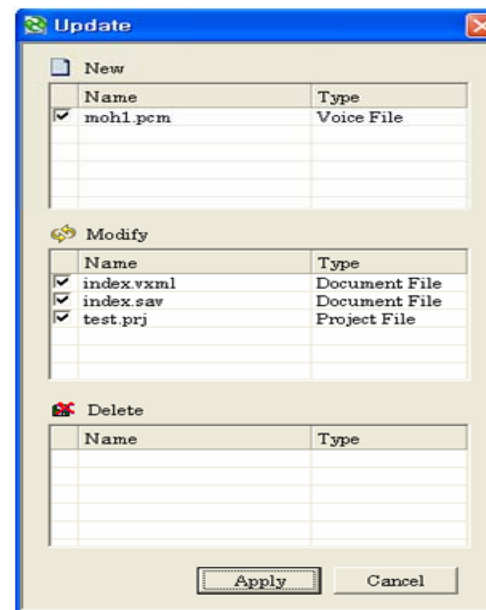 Update
New
Name Type
moh1.pcm Voice File
Modify
Name Type
index.vxml Document File
index.sav Document File
test.prj Project File
Delete
Name Type
Apply Cancel